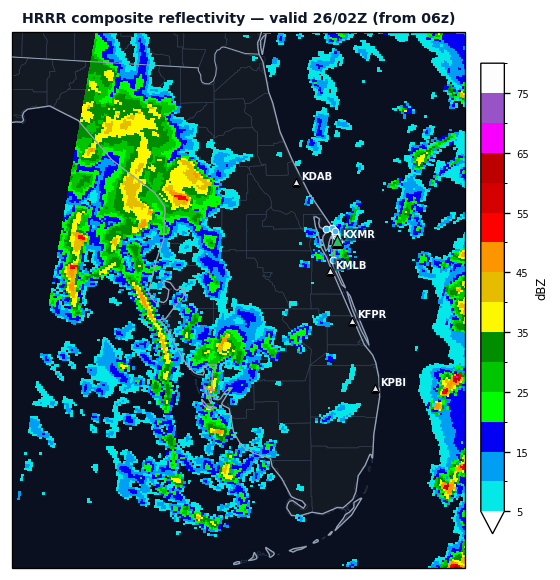 HRRR composite reflectivity — valid 26/02Z (from 06z)
KDAB
KXMR
KMLB
KFPR
KPBI
75
65
55
45
35
25
15
5
dBZ